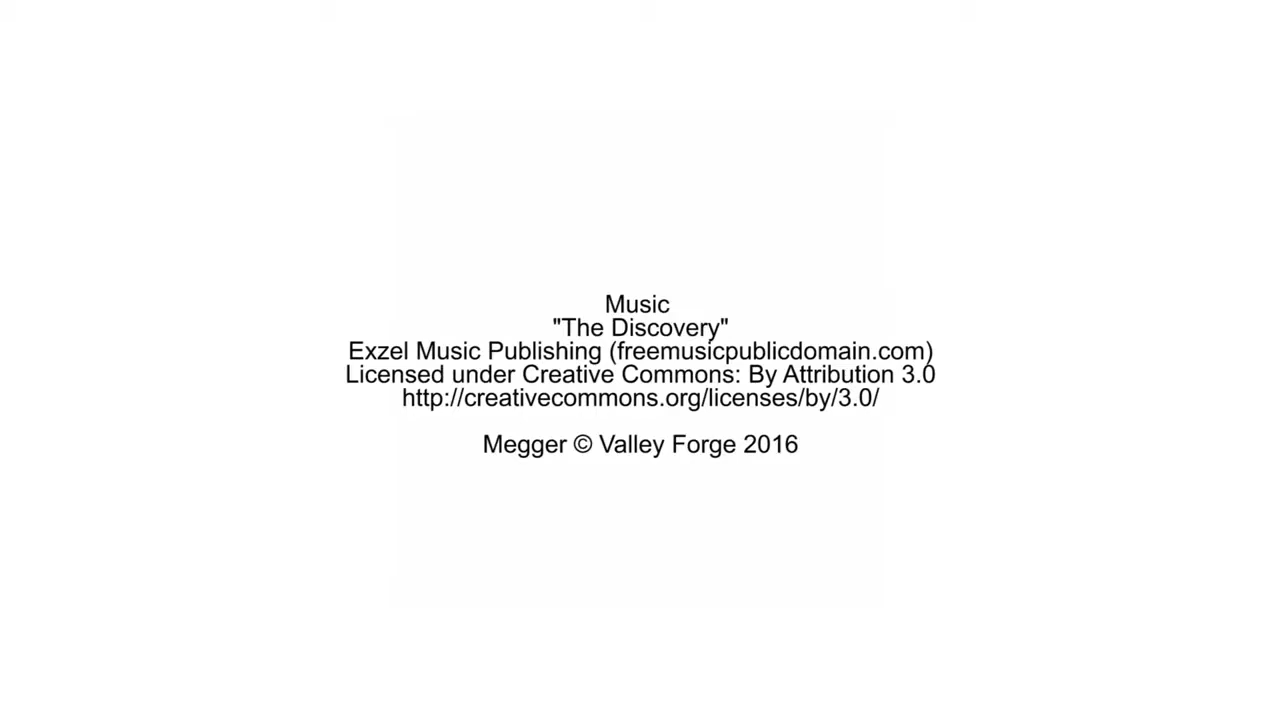 Music
"The Discovery"
Exzel Music Publishing (freemusicpublicdomain.com)
Licensed under Creative Commons: By Attribution 3.0
http://creativecommons.org/licenses/by/3.0/
Megger © Valley Forge 2016